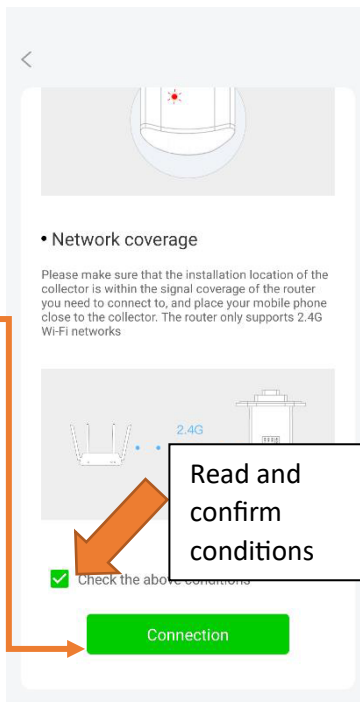 • Network coverage
Please make sure that the installation location of the
collector is within the signal coverage of the router
you need to connect to, and place your mobile phone
close to the collector. The router only supports 2.4G
Wi-Fi networks
2.4G
Read and
confirm
conditions
Check the above conditions
Connection